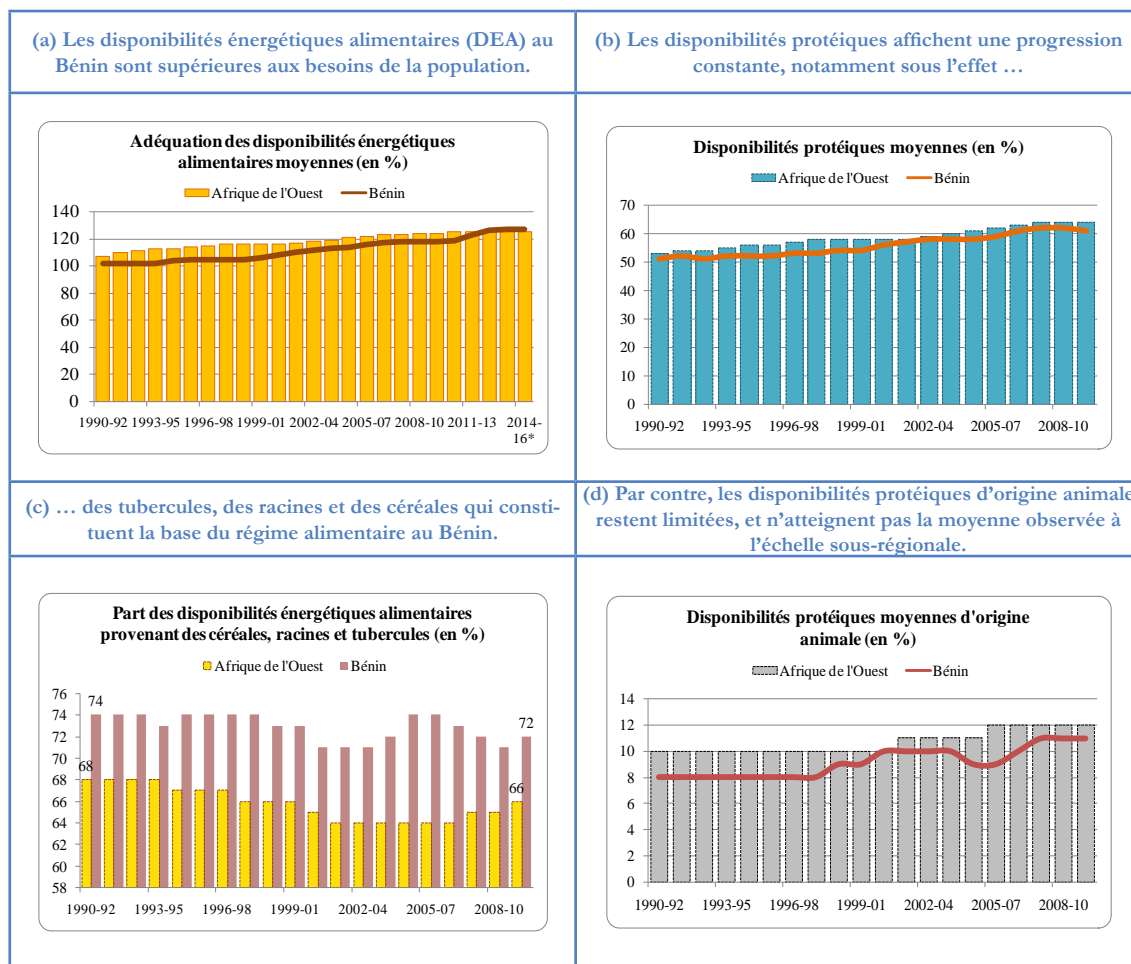 (a) Les disponibilités énergétiques alimentaires (DEA) au
Bénin sont supérieures aux besoins de la population.
(b) Les disponibilités protéiques affichent une progression
constante, notamment sous l'effet …
Adéquation des disponibilités énergétiques
alimentaires moyennes (en %)
Afrique de l'Ouest Bénin
140
120
100
80
60
40
20
0
1990-92 1993-95 1996-98 1999-01 2002-04 2005-07 2008-10 2011-13 2014-
16*
Disponibilités protéiques moyennes (en %)
Afrique de l'Ouest Bénin
70
60
50
40
30
20
10
0
1990-92 1993-95 1996-98 1999-01 2002-04 2005-07 2008-10
(c) … des tubercules, des racines et des céréales qui consti-
tuent la base du régime alimentaire au Bénin.
(d) Par contre, les disponibilités protéiques d'origine animale
restent limitées, et n'atteignent pas la moyenne observée à
l'échelle sous-régionale.
Part des disponibilités énergétiques alimentaires
provenant des céréales, racines et tubercules (en %)
Afrique de l'Ouest Bénin
76
74
72
70
68
66
64
62
60
58
74
68
72
66
1990-92 1993-95 1996-98 1999-01 2002-04 2005-07 2008-10
Disponibilités protéiques moyennes d'origine
animale (en %)
Afrique de l'Ouest Bénin
14
12
10
8
6
4
2
0
1990-92 1993-95 1996-98 1999-01 2002-04 2005-07 2008-10